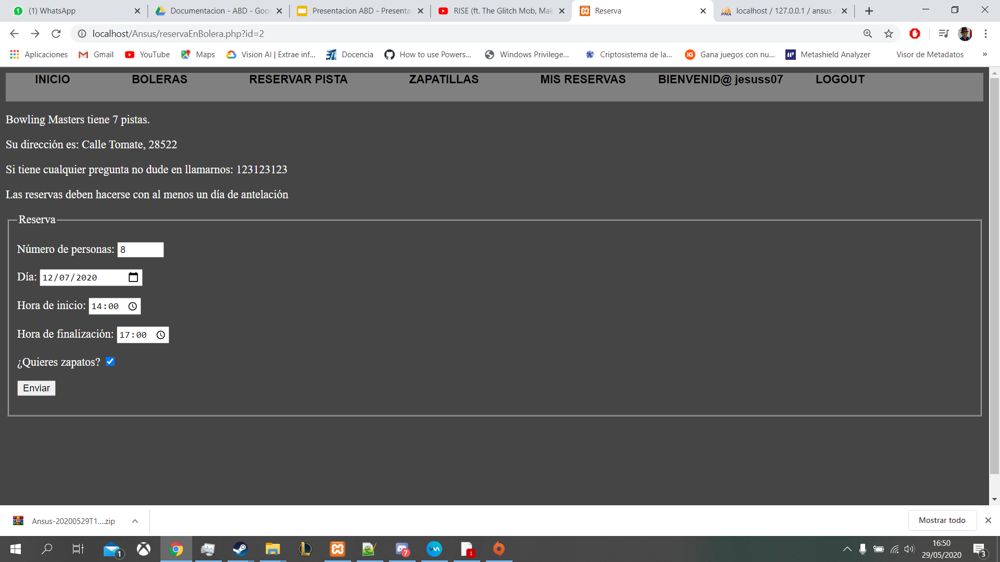 (1) WhatsApp
Documentacion - ABD - Goo
Presentacion ABD - Presenta
RISE (ft. The Glitch Mob, Mak
Reserva
localhost / 127.0.0.1 / ansus /
localhost/Ansus/reservaEnBolera.php?id=2
Aplicaciones
Gmail
YouTube
Maps
Vision AI | Extrae inf...
Docencia
How to use Powers...
Windows Privilege...
Criptosistema de la...
Gana juegos con nu...
Metashield Analyzer
Visor de Metadatos
»
INICIO BOLERAS RESERVAR PISTA ZAPATILLAS MIS RESERVAS BIENVENID@ jesuss07 LOGOUT
Bowling Masters tiene 7 pistas.
Su dirección es: Calle Tomate, 28522
Si tiene cualquier pregunta no dude en llamarnos: 123123123
Las reservas deben hacerse con al menos un día de antelación
Reserva
Número de personas: 8
Día: 12/07/2020
Hora de inicio: 14:00
Hora de finalización: 17:00
¿Quieres zapatos?
Enviar
Ansus-20200529T1....zip
Mostrar todo
1
7
1
16:50
29/05/2020
3